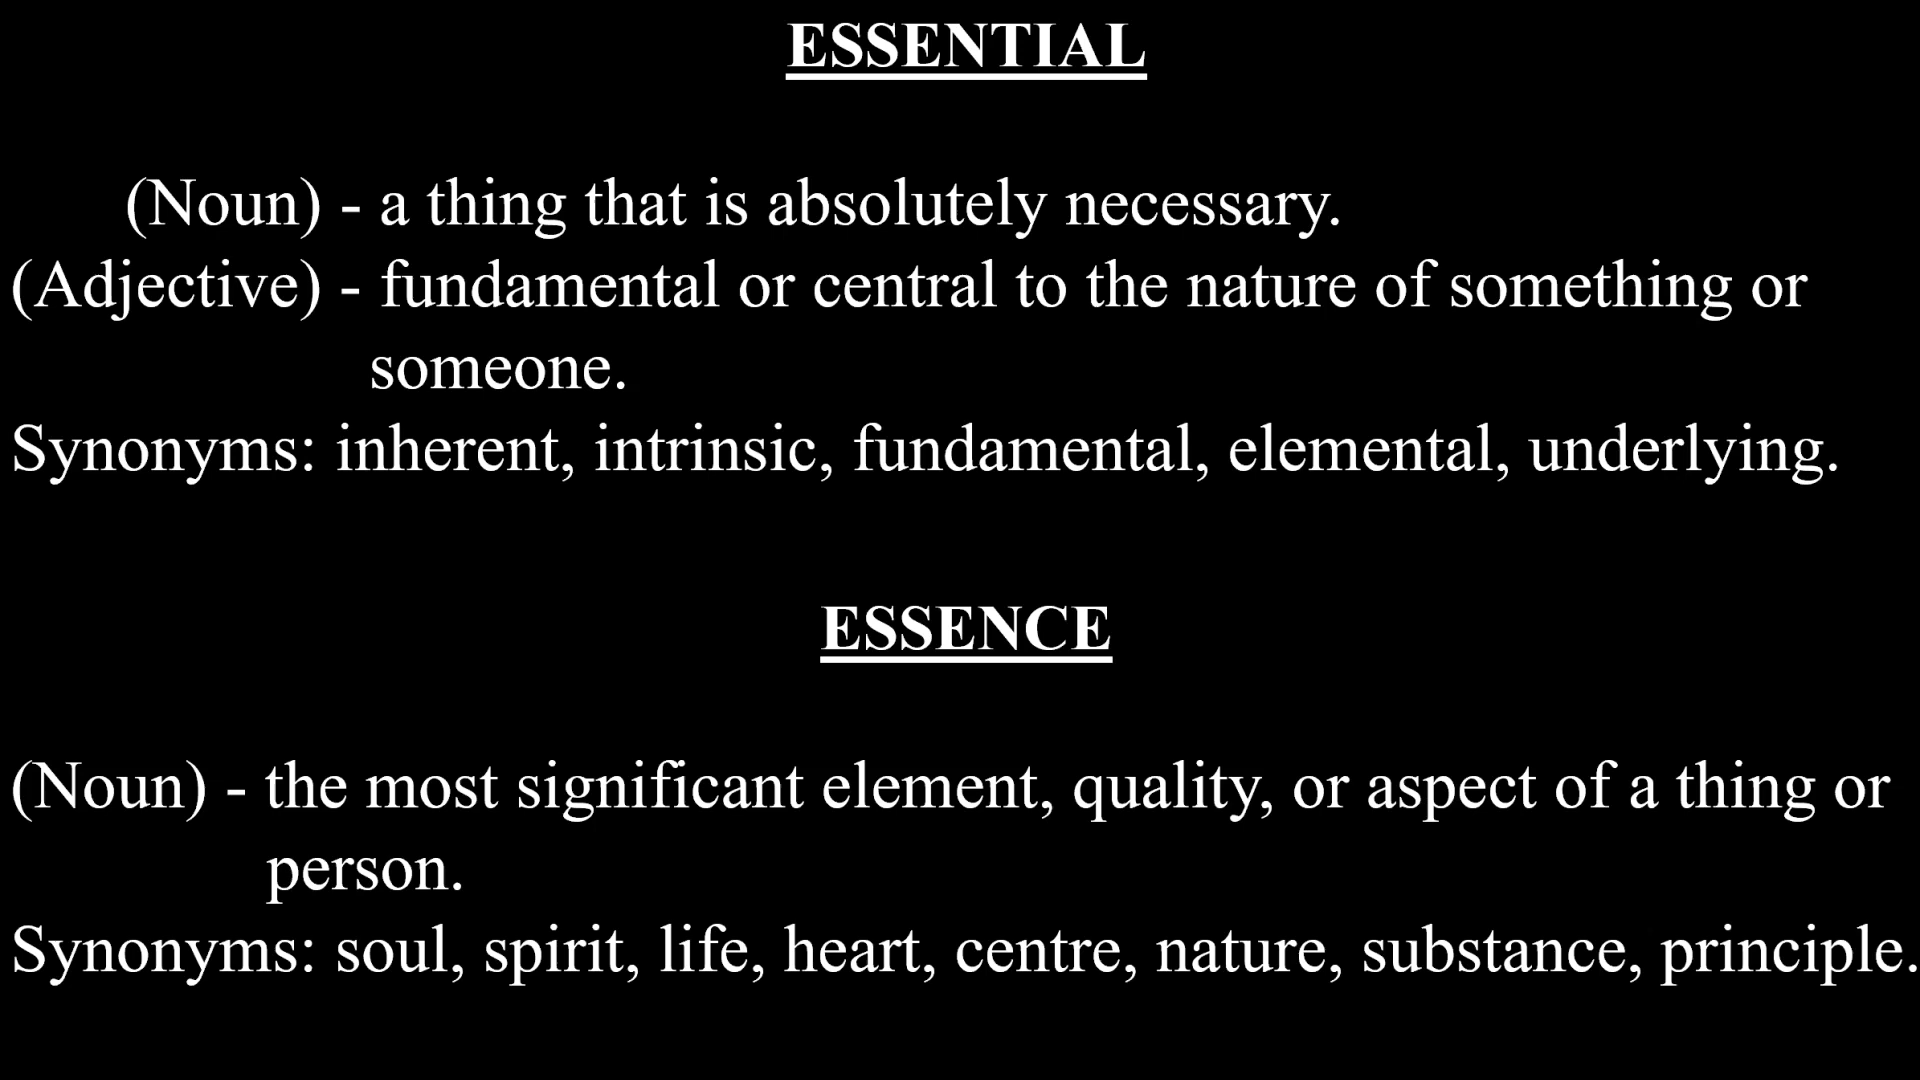 ESSENTIAL
(Noun) - a thing that is absolutely necessary.
(Adjective) - fundamental or central to the nature of something or
someone.
Synonyms: inherent, intrinsic, fundamental, elemental, underlying.
ESSENCE
(Noun) - the most significant element, quality, or aspect of a thing or
person.
Synonyms: soul, spirit, life, heart, centre, nature, substance, principle.